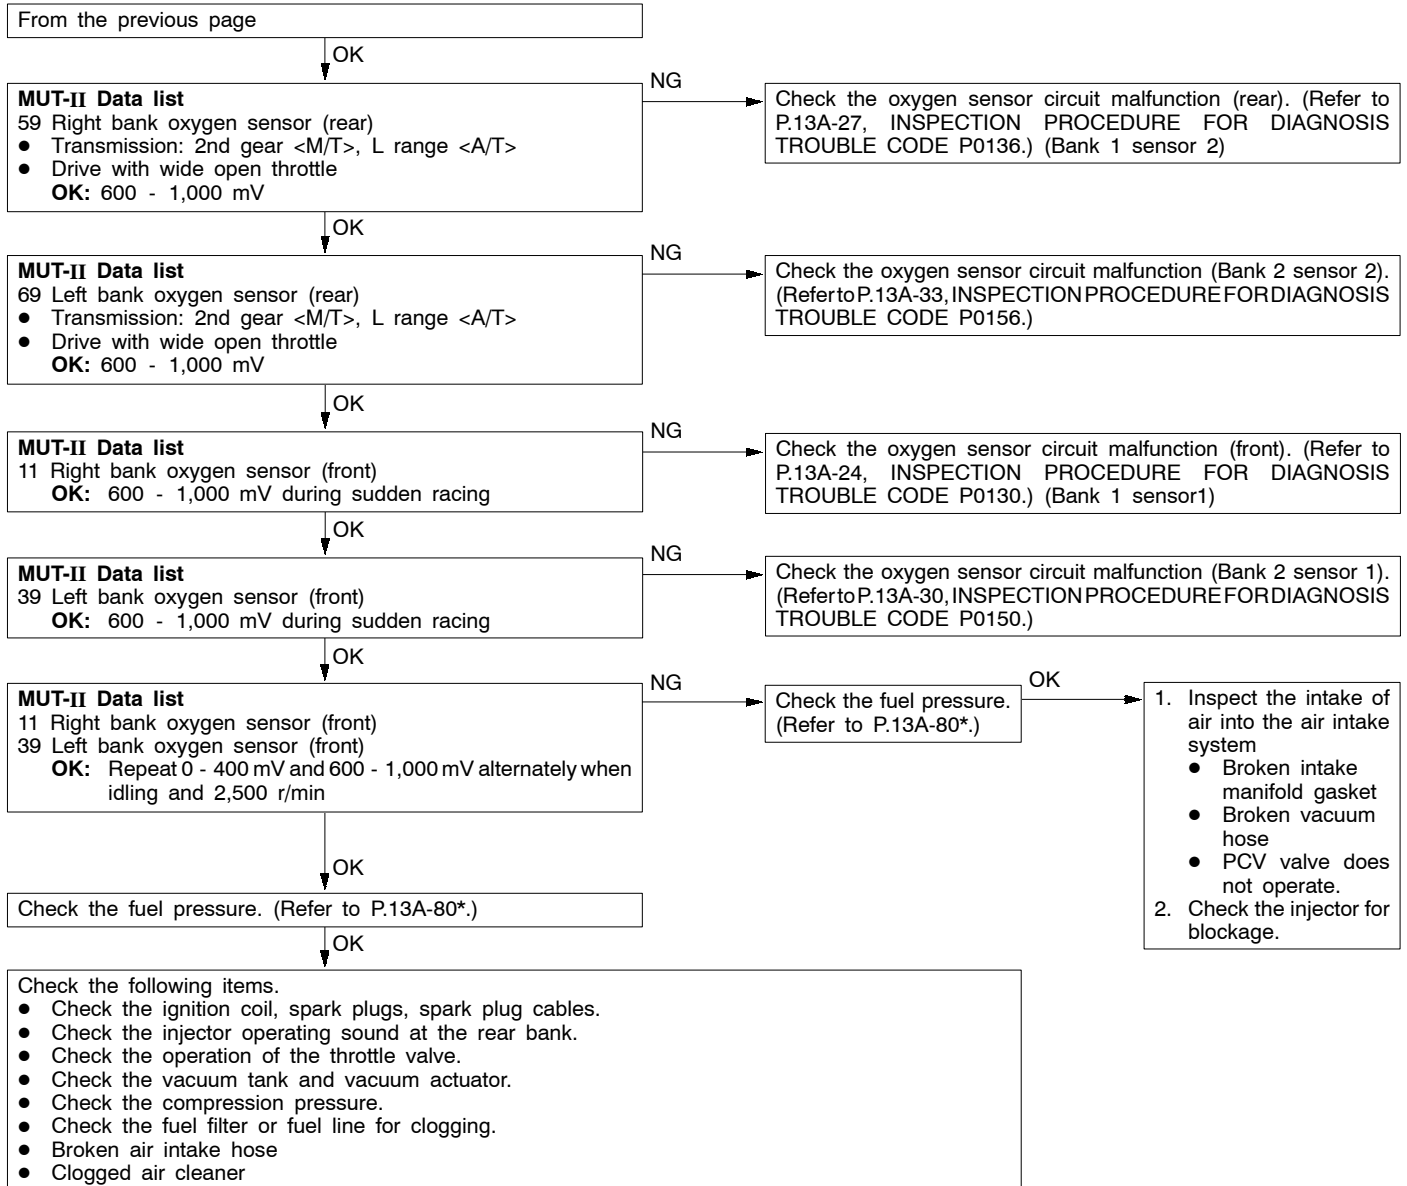 From the previous page
OK
MUT-II Data list
59 Right bank oxygen sensor (rear)
● Transmission: 2nd gear <M/T>, L range <A/T>
● Drive with wide open throttle
OK: 600 - 1,000 mV
NG
Check the oxygen sensor circuit malfunction (rear). (Refer to
P.13A-27, INSPECTION PROCEDURE FOR DIAGNOSIS
TROUBLE CODE P0136.) (Bank 1 sensor 2)
OK
MUT-II Data list
69 Left bank oxygen sensor (rear)
● Transmission: 2nd gear <M/T>, L range <A/T>
● Drive with wide open throttle
OK: 600 - 1,000 mV
NG
Check the oxygen sensor circuit malfunction (Bank 2 sensor 2).
(Refer to P.13A-33, INSPECTION PROCEDURE FOR DIAGNOSIS
TROUBLE CODE P0156.)
OK
MUT-II Data list
11 Right bank oxygen sensor (front)
OK: 600 - 1,000 mV during sudden racing
NG
Check the oxygen sensor circuit malfunction (front). (Refer to
P.13A-24, INSPECTION PROCEDURE FOR DIAGNOSIS
TROUBLE CODE P0130.) (Bank 1 sensor1)
OK
MUT-II Data list
39 Left bank oxygen sensor (front)
OK: 600 - 1,000 mV during sudden racing
NG
Check the oxygen sensor circuit malfunction (Bank 2 sensor 1).
(Refer to P.13A-30, INSPECTION PROCEDURE FOR DIAGNOSIS
TROUBLE CODE P0150.)
OK
MUT-II Data list
11 Right bank oxygen sensor (front)
39 Left bank oxygen sensor (front)
OK: Repeat 0 - 400 mV and 600 - 1,000 mV alternately when
idling and 2,500 r/min
NG
Check the fuel pressure.
(Refer to P.13A-80*.)
OK
1. Inspect the intake of
air into the air intake
system
● Broken intake
manifold gasket
● Broken vacuum
hose
● PCV valve does
not operate.
2. Check the injector for
blockage.
OK
Check the fuel pressure. (Refer to P.13A-80*.)
OK
Check the following items.
● Check the ignition coil, spark plugs, spark plug cables.
● Check the injector operating sound at the rear bank.
● Check the operation of the throttle valve.
● Check the vacuum tank and vacuum actuator.
● Check the compression pressure.
● Check the fuel filter or fuel line for clogging.
● Broken air intake hose
● Clogged air cleaner